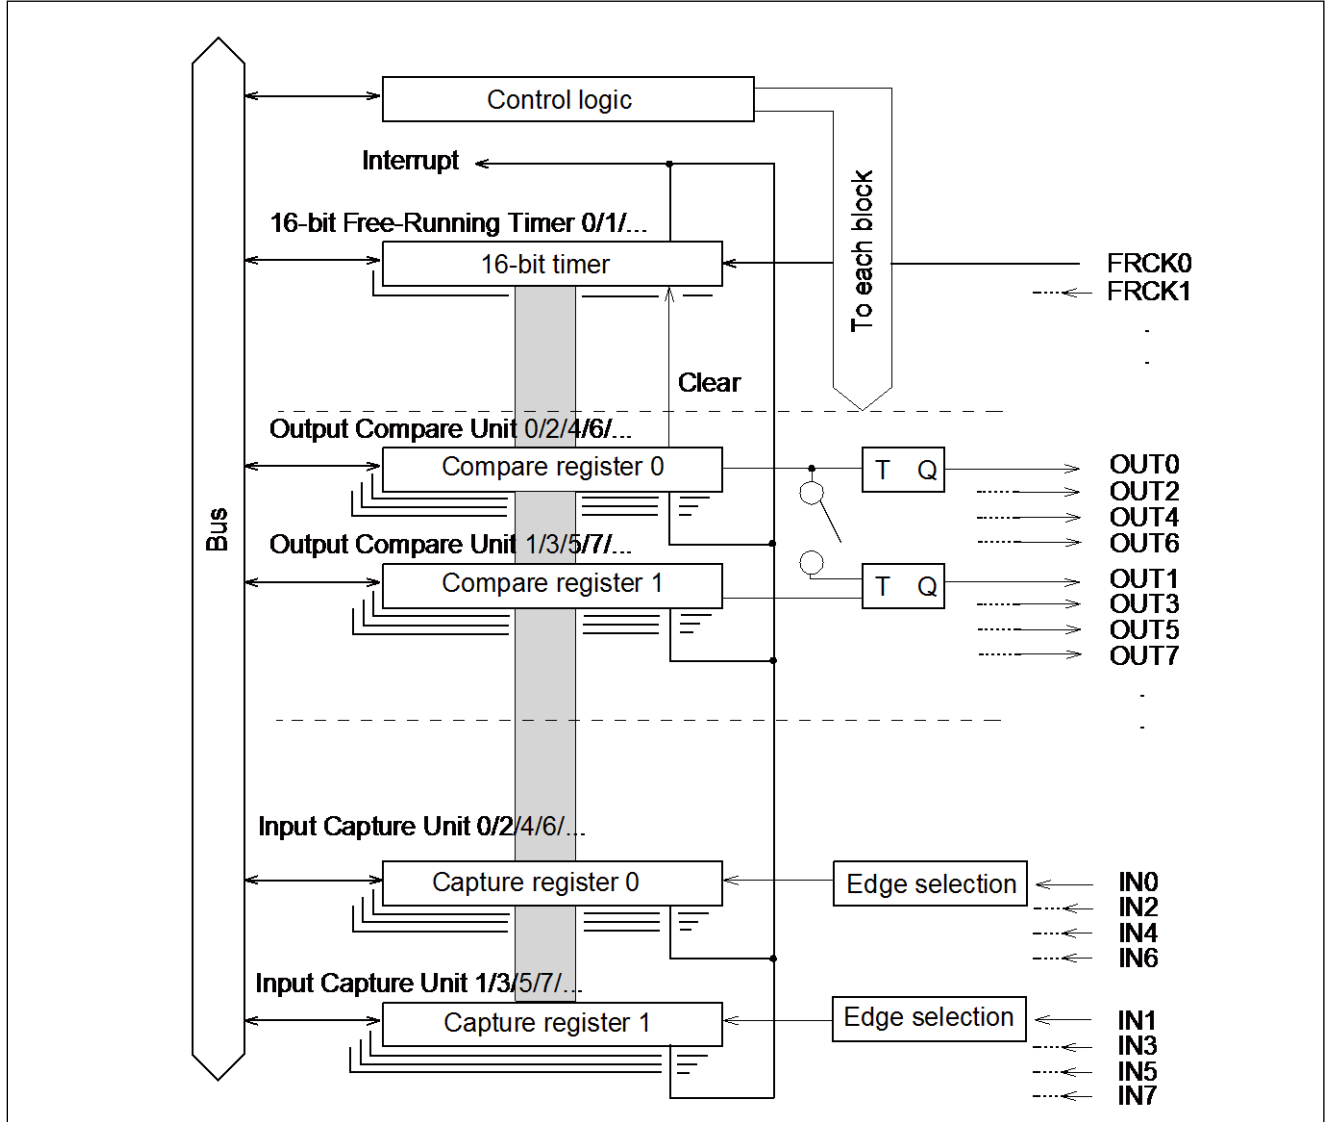 Control logic
Interrupt
To each block
16-bit Free-Running Timer 0/1/...
16-bit timer
FRCK0
FRCK1
.
.
Clear
Bus
Output Compare Unit 0/2/4/6/...
Compare register 0
T Q
OUT0
OUT2
OUT4
OUT6
Output Compare Unit 1/3/5/7/...
Compare register 1
T Q
OUT1
OUT3
OUT5
OUT7
.
.
Input Capture Unit 0/2/4/6/...
Capture register 0
Edge selection
IN0
IN2
IN4
IN6
Input Capture Unit 1/3/5/7/...
Capture register 1
Edge selection
IN1
IN3
IN5
IN7